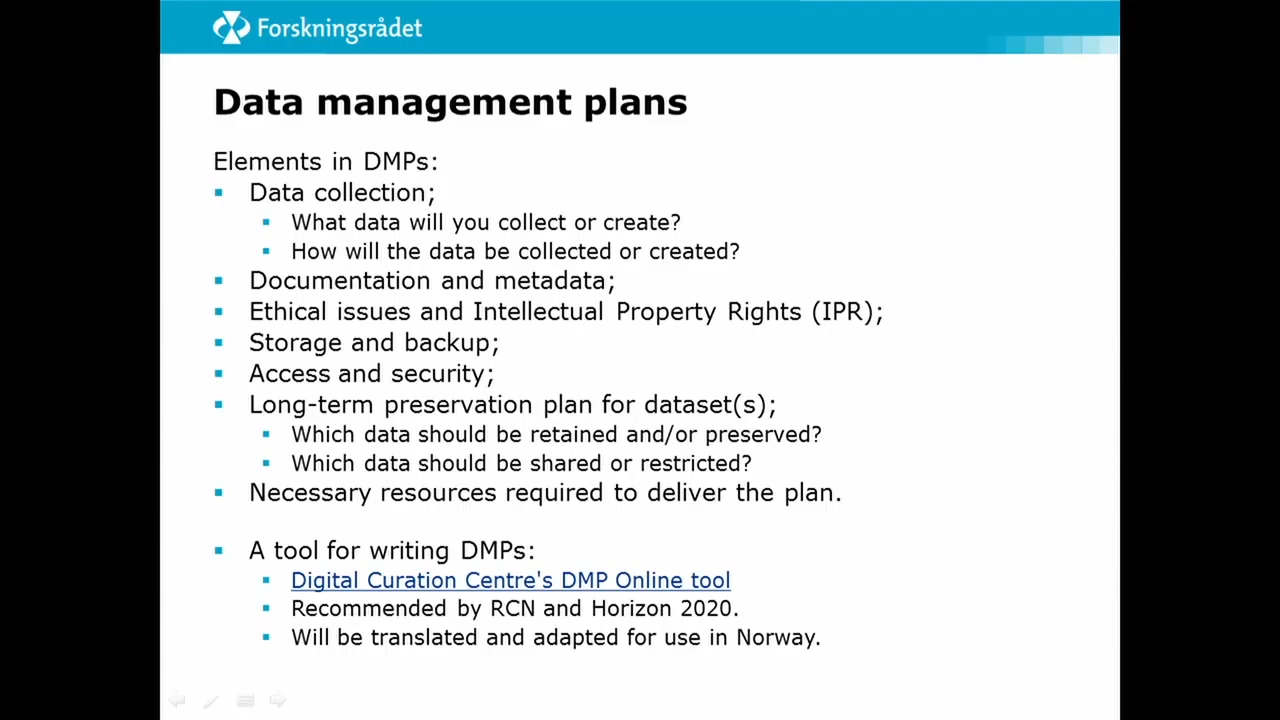 Forskningsrådet
Data management plans
Elements in DMPs:
Data collection;
What data will you collect or create?
How will the data be collected or created?
Documentation and metadata;
Ethical issues and Intellectual Property Rights (IPR);
Storage and backup;
Access and security;
Long-term preservation plan for dataset(s);
Which data should be retained and/or preserved?
Which data should be shared or restricted?
Necessary resources required to deliver the plan.
A tool for writing DMPs:
Digital Curation Centre's DMP Online tool
Recommended by RCN and Horizon 2020.
Will be translated and adapted for use in Norway.